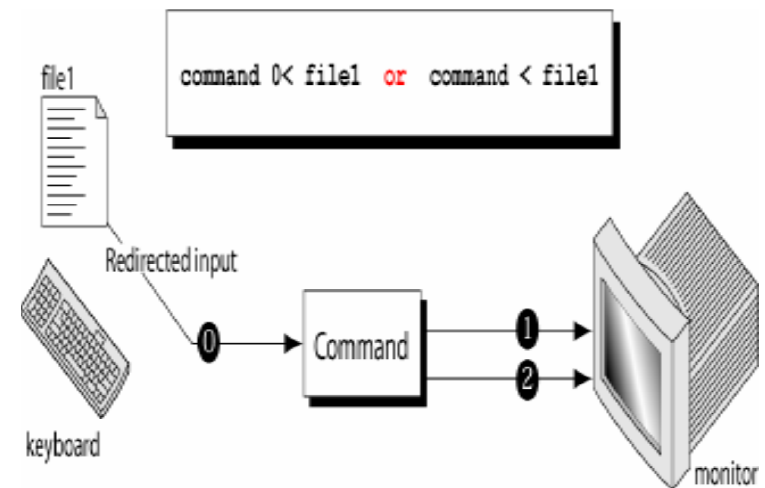 command 0< file1 or command < file1
file1
Redirected input
0
Command
1
2
keyboard
monitor